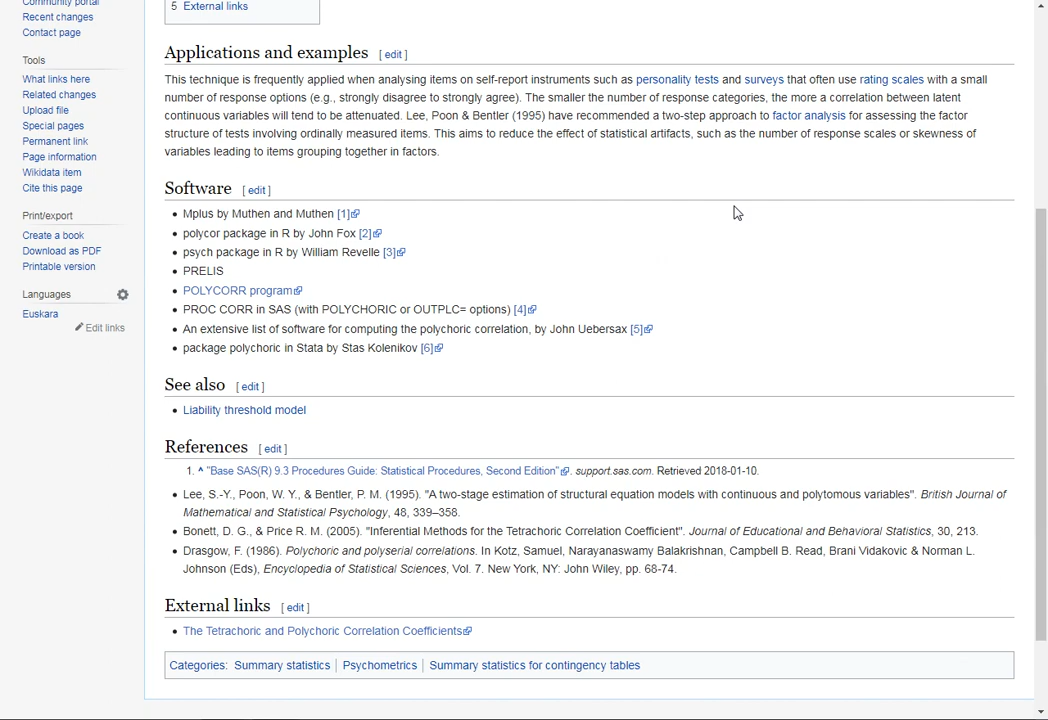 Community portal
Recent changes
Contact page
Tools
What links here
Related changes
Upload file
Special pages
Permanent link
Page information
Wikidata item
Cite this page
Print/export
Create a book
Download as PDF
Printable version
Languages
Euskara
Edit links
5 External links
Applications and examples [ edit ]
This technique is frequently applied when analysing items on self-report instruments such as personality tests and surveys that often use rating scales with a small
number of response options (e.g., strongly disagree to strongly agree). The smaller the number of response categories, the more a correlation between latent
continuous variables will tend to be attenuated. Lee, Poon & Bentler (1995) have recommended a two-step approach to factor analysis for assessing the factor
structure of tests involving ordinally measured items. This aims to reduce the effect of statistical artifacts, such as the number of response scales or skewness of
variables leading to items grouping together in factors.
Software [ edit ]
• Mplus by Muthen and Muthen [1]
• polycor package in R by John Fox [2]
• psych package in R by William Revelle [3]
• PRELIS
• POLYCORR program
• PROC CORR in SAS (with POLYCHORIC or OUTPLC= options) [4]
• An extensive list of software for computing the polychoric correlation, by John Uebersax [5]
• package polychoric in Stata by Stas Kolenikov [6]
See also [ edit ]
• Liability threshold model
References [ edit ]
1. ^ "Base SAS(R) 9.3 Procedures Guide: Statistical Procedures, Second Edition". support.sas.com. Retrieved 2018-01-10.
• Lee, S.-Y., Poon, W. Y., & Bentler, P. M. (1995). "A two-stage estimation of structural equation models with continuous and polytomous variables". British Journal of
Mathematical and Statistical Psychology, 48, 339–358.
• Bonett, D. G., & Price R. M. (2005). "Inferential Methods for the Tetrachoric Correlation Coefficient". Journal of Educational and Behavioral Statistics, 30, 213.
• Drasgow, F. (1986). Polychoric and polyserial correlations. In Kotz, Samuel, Narayanaswamy Balakrishnan, Campbell B. Read, Brani Vidakovic & Norman L.
Johnson (Eds), Encyclopedia of Statistical Sciences, Vol. 7. New York, NY: John Wiley, pp. 68-74.
External links [ edit ]
• The Tetrachoric and Polychoric Correlation Coefficients
Categories: Summary statistics | Psychometrics | Summary statistics for contingency tables